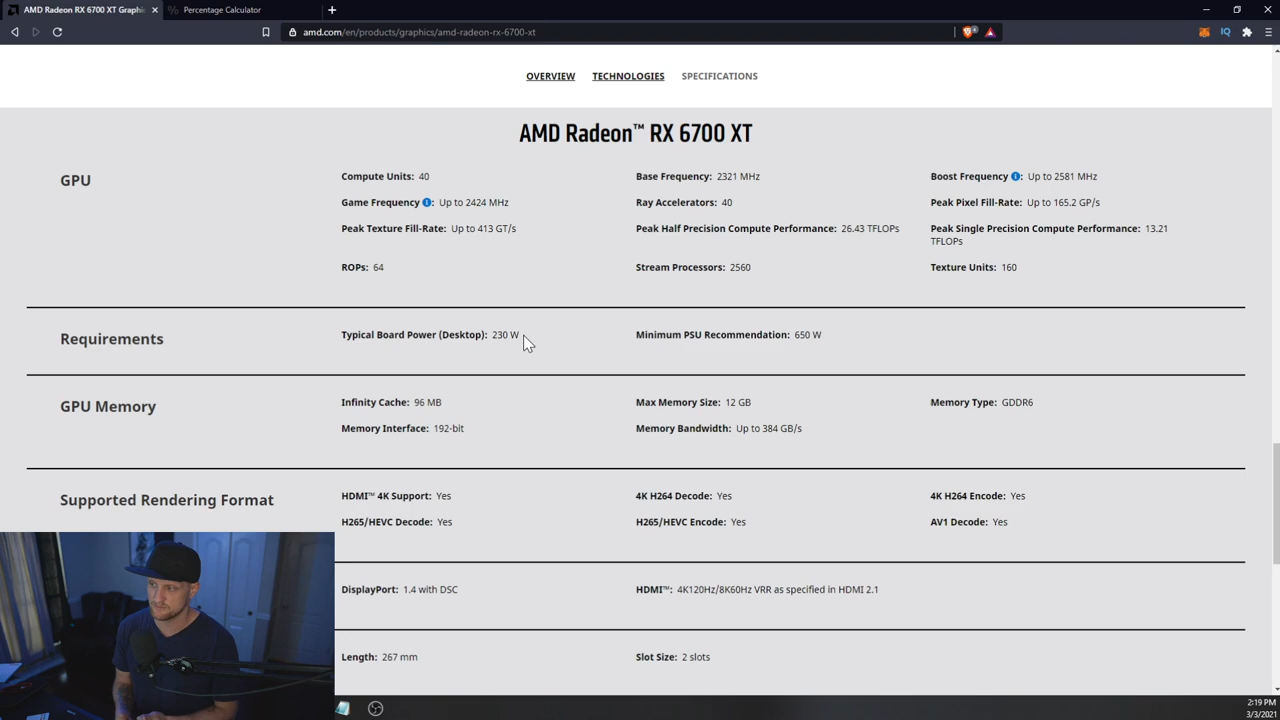 AMD Radeon RX 6700 XT Graphi
Percentage Calculator
amd.com/en/products/graphics/amd-radeon-rx-6700-xt
OVERVIEW TECHNOLOGIES SPECIFICATIONS
AMD Radeon™ RX 6700 XT
GPU
Compute Units: 40
Base Frequency: 2321 MHz
Boost Frequency: Up to 2581 MHz
Game Frequency: Up to 2424 MHz
Ray Accelerators: 40
Peak Pixel Fill-Rate: Up to 165.2 GP/s
Peak Texture Fill-Rate: Up to 413 GT/s
Peak Half Precision Compute Performance: 26.43 TFLOPs
Peak Single Precision Compute Performance: 13.21
TFLOPs
ROPs: 64
Stream Processors: 2560
Texture Units: 160
Requirements
Typical Board Power (Desktop): 230 W
Minimum PSU Recommendation: 650 W
GPU Memory
Infinity Cache: 96 MB
Max Memory Size: 12 GB
Memory Type: GDDR6
Memory Interface: 192-bit
Memory Bandwidth: Up to 384 GB/s
Supported Rendering Format
HDMI™ 4K Support: Yes
4K H264 Decode: Yes
4K H264 Encode: Yes
H265/HEVC Decode: Yes
H265/HEVC Encode: Yes
AV1 Decode: Yes
DisplayPort: 1.4 with DSC
HDMI™: 4K120Hz/8K60Hz VRR as specified in HDMI 2.1
Length: 267 mm
Slot Size: 2 slots
2:19 PM
3/3/2021